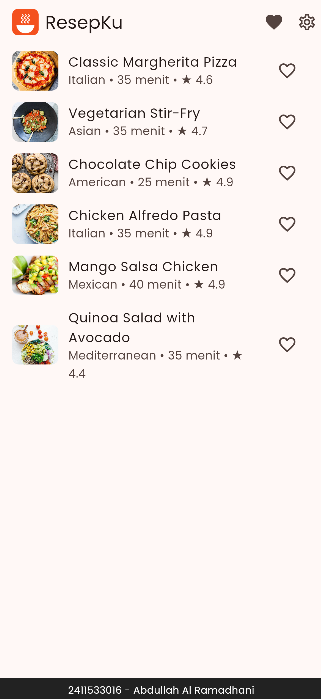 ResepKu
Classic Margherita Pizza
Italian • 35 menit • ★ 4.6
Vegetarian Stir-Fry
Asian • 35 menit • ★ 4.7
Chocolate Chip Cookies
American • 25 menit • ★ 4.9
Chicken Alfredo Pasta
Italian • 35 menit • ★ 4.9
Mango Salsa Chicken
Mexican • 40 menit • ★ 4.9
Quinoa Salad with
Avocado
Mediterranean • 35 menit • ★
4.4
2411533016 - Abdullah Al Ramadhani